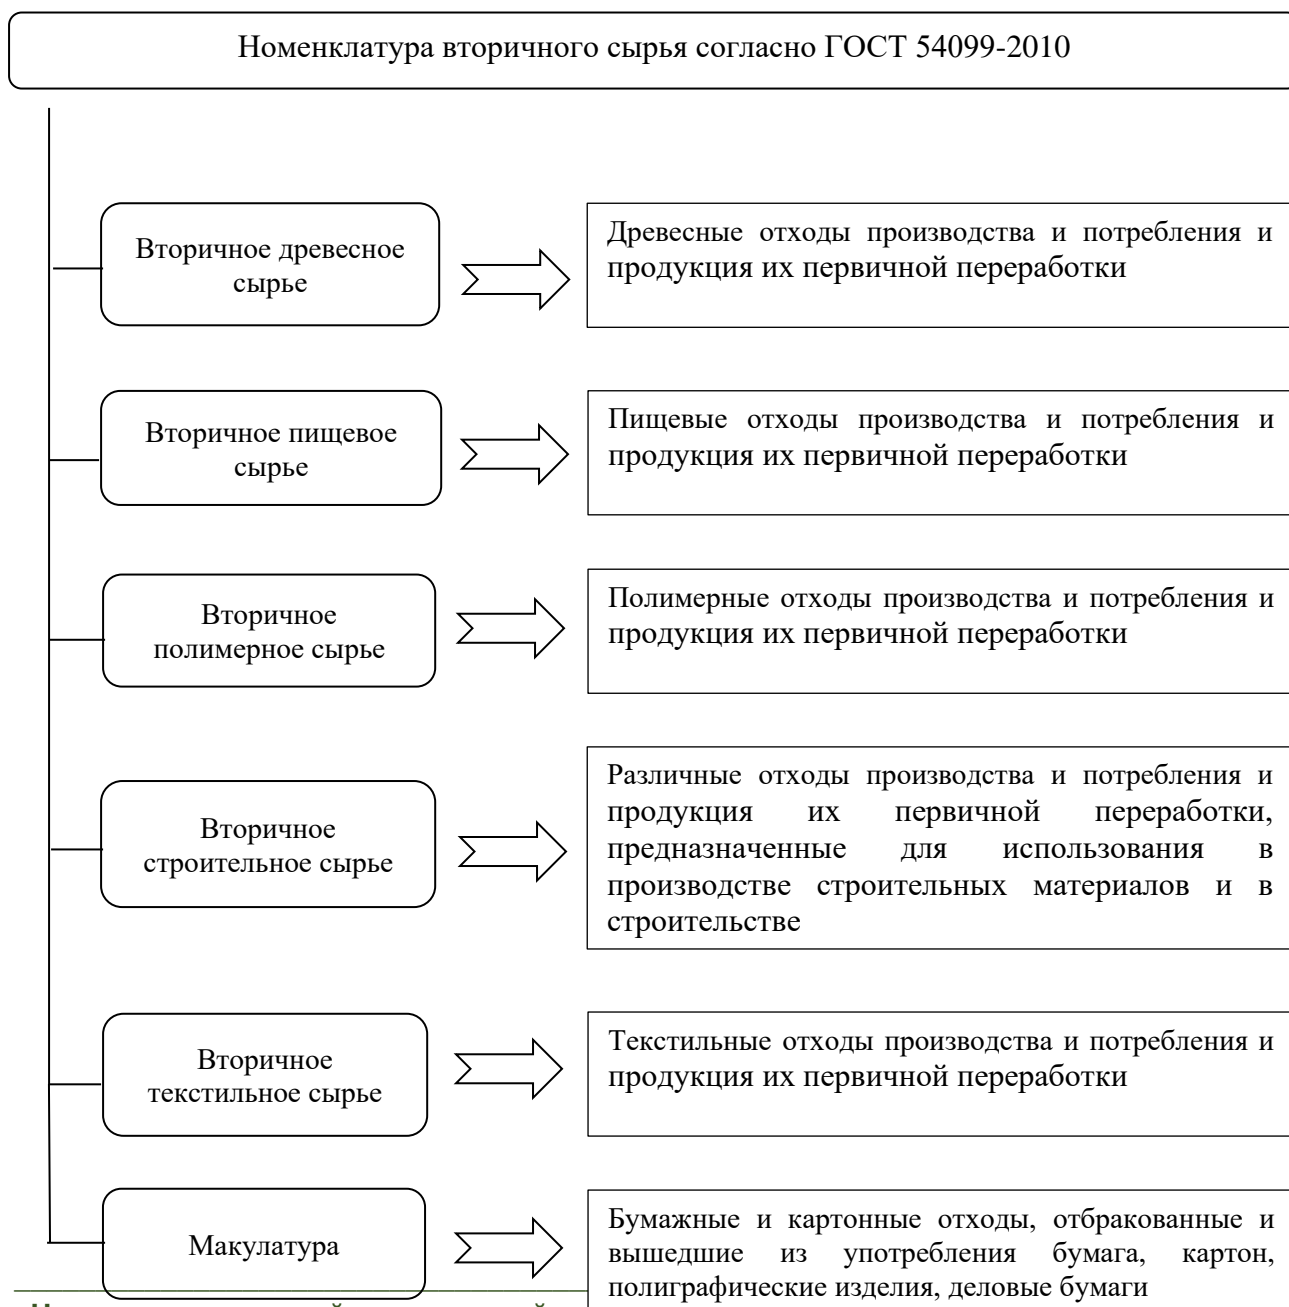 Номенклатура вторичного сырья согласно ГОСТ 54099-2010
Вторичное древесное
сырье
Древесные отходы производства и потребления и
продукция их первичной переработки
Вторичное пищевое
сырье
Пищевые отходы производства и потребления и
продукция их первичной переработки
Вторичное
полимерное сырье
Полимерные отходы производства и потребления и
продукция их первичной переработки
Вторичное
строительное сырье
Различные отходы производства и потребления и
продукция их первичной переработки,
предназначенные для использования в
производстве строительных материалов и в
строительстве
Вторичное
текстильное сырье
Текстильные отходы производства и потребления и
продукция их первичной переработки
Макулатура
Бумажные и картонные отходы, отбракованные и
вышедшие из употребления бумага, картон,
полиграфические изделия, деловые бумаги